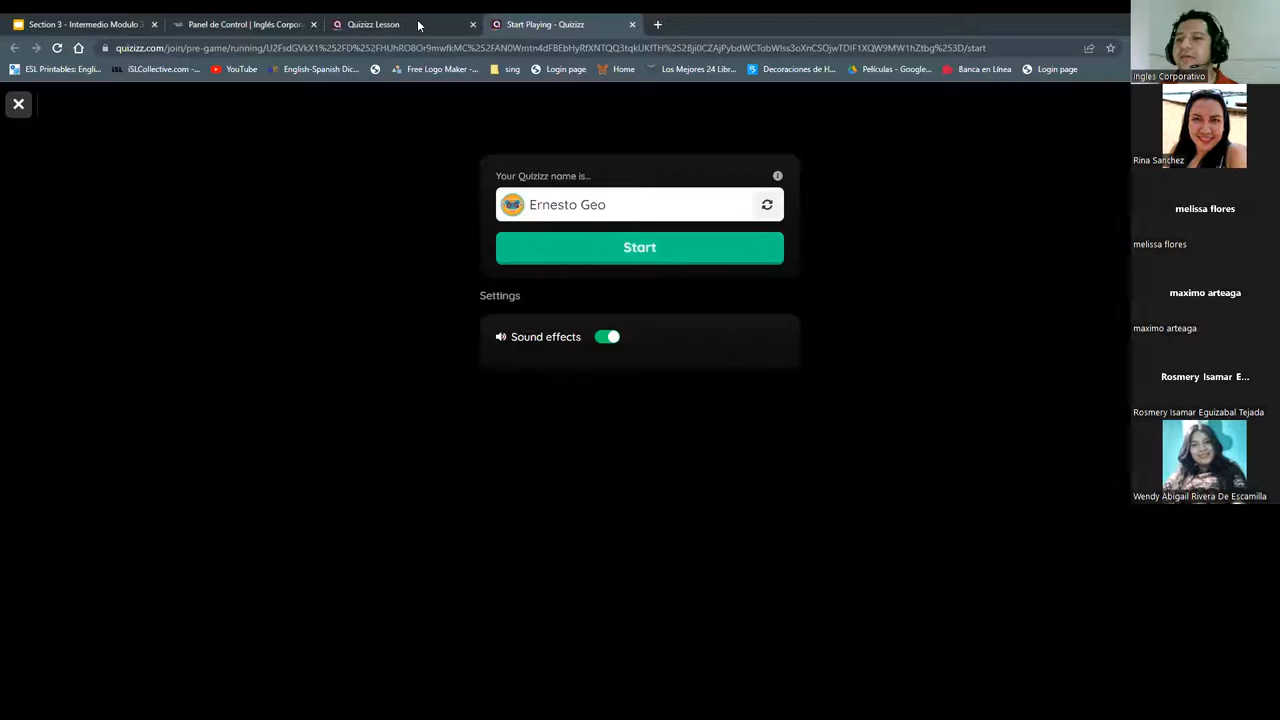 Section 3 - Intermedio Modulo
Panel de Control | Inglés Corpor
Quizizz Lesson
Start Playing - Quizizz
ESL Printables: Engli...
iSLCollective.com -...
YouTube
English-Spanish Dic...
Free Logo Maker -...
sing
Login page
Home
Los Mejores 24 Libr...
Decoraciones de H...
Películas - Google...
Banca en Línea
Login page
Your Quizizz name is...
Ernesto Geo
Start
Settings
Sound effects
Ingles Corporativo
Rina Sanchez
melissa flores
melissa flores
maximo arteaga
maximo arteaga
Rosmery Isamar E...
Rosmery Isamar Eguizabal Tejada
Wendy Abigail Rivera De Escamilla